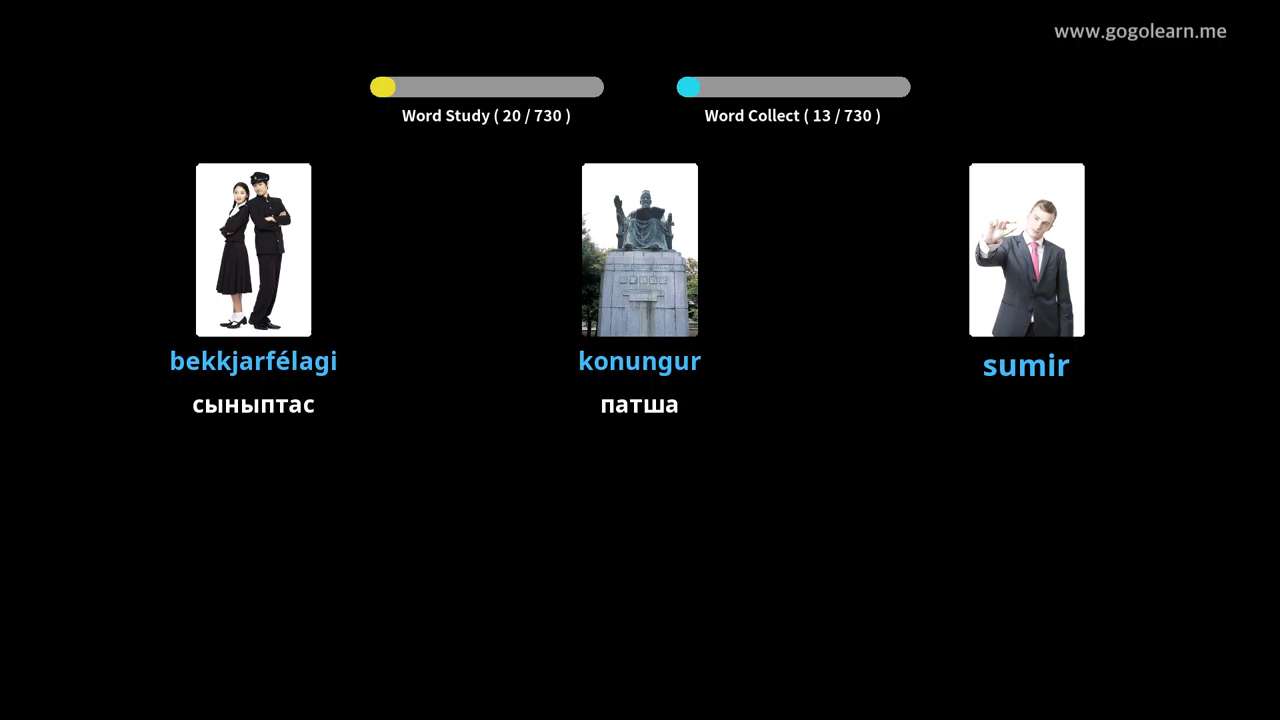 www.gogolearn.me
Word Study ( 20 / 730 )
Word Collect ( 13 / 730 )
bekkjarfélagi
konungur
sumir
сыныптас
патша